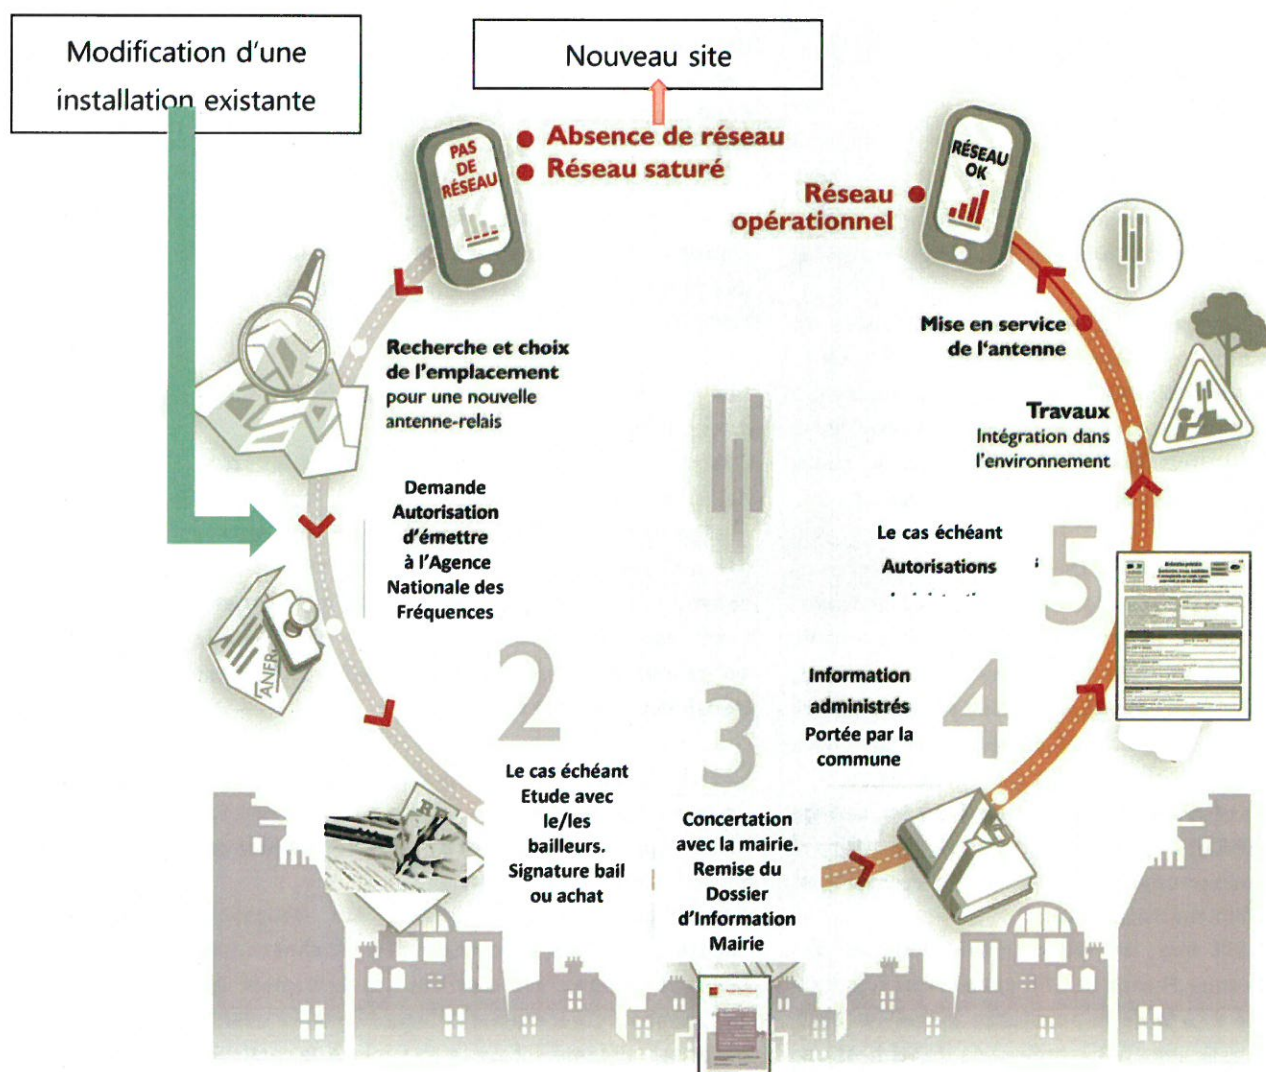 Modification d'une
installation existante
Nouveau site
PAS
DE
RÉSEAU
Absence de réseau
Réseau saturé
RÉSEAU
OK
Réseau
opérationnel
Recherche et choix
de l'emplacement
pour une nouvelle
antenne-relais
Demande
Autorisation
d'émettre
à l'Agence
Nationale des
Fréquences
ANFR
2
Le cas échéant
Etude avec
le/les
bailleurs.
Signature bail
ou achat
3
Concertation
avec la mairie.
Remise du
Dossier
d'Information
Mairie
4
Information
administrés
Portée par la
commune
5
Le cas échéant
Autorisations
Travaux
Intégration dans
l'environnement
Mise en service
de l'antenne